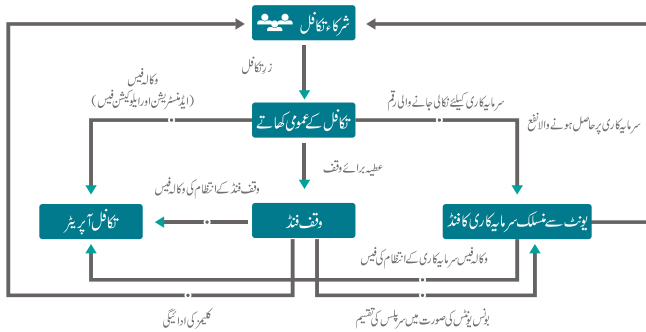 شرکاء تکافل
زرِ تکافل
وکالہ فیس
(ایڈمنسٹریشن اور ایلوکیشن فیس)
تکافل کے عمومی کھاتے
سرمایہ کاری کیلئے نکالی جانے والی رقم
سرمایہ کاری پر حاصل ہونے والا نفع
عطیہ برائے وقف
وقف فنڈ کے انتظام کی وکالہ فیس
تکافل آپریٹر
وقف فنڈ
یونٹ سے منسلک سرمایہ کاری کا فنڈ
وکالہ فیس سرمایہ کاری کے انتظام کی فیس
کلیمز کی ادائیگی
بونس یونٹس کی صورت میں سرپلس کی تقسیم